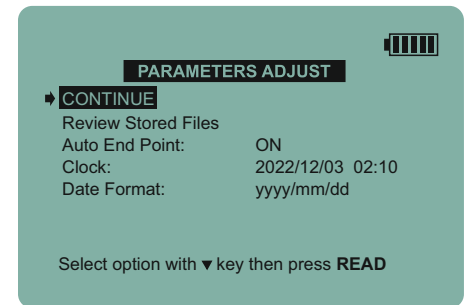 PARAMETERS ADJUST
CONTINUE
Review Stored Files
Auto End Point: ON
Clock: 2022/12/03 02:10
Date Format: yyyy/mm/dd
Select option with ▼ key then press READ